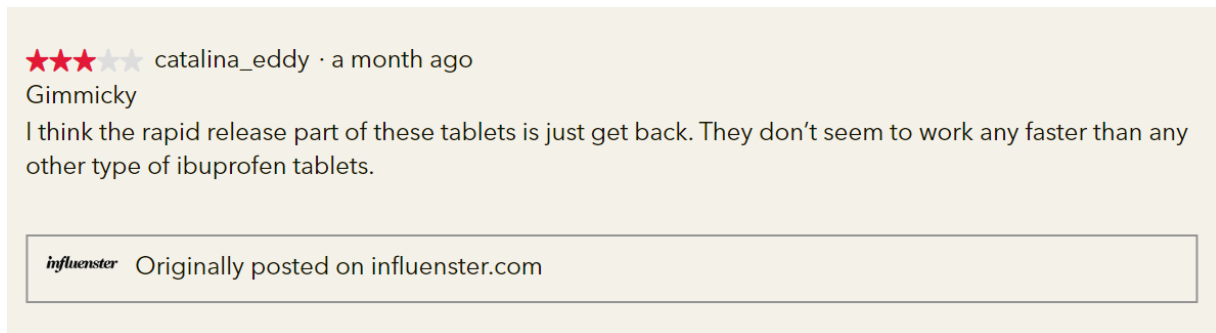 catalina_eddy · a month ago
Gimmicky
I think the rapid release part of these tablets is just get back. They don’t seem to work any faster than any
other type of ibuprofen tablets.
influenster Originally posted on influenster.com